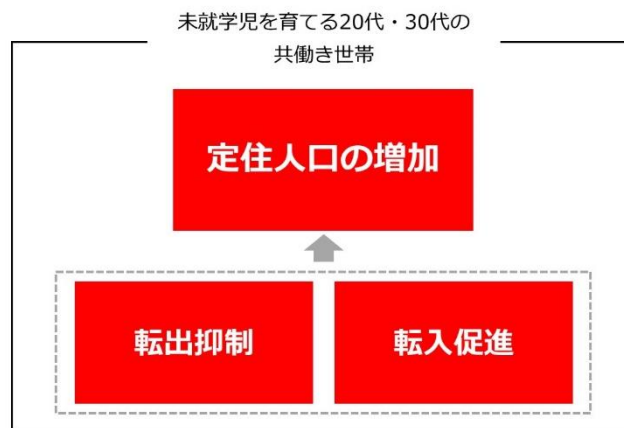 未就学児を育てる20代・30代の
共働き世帯
定住人口の増加
転出抑制
転入促進